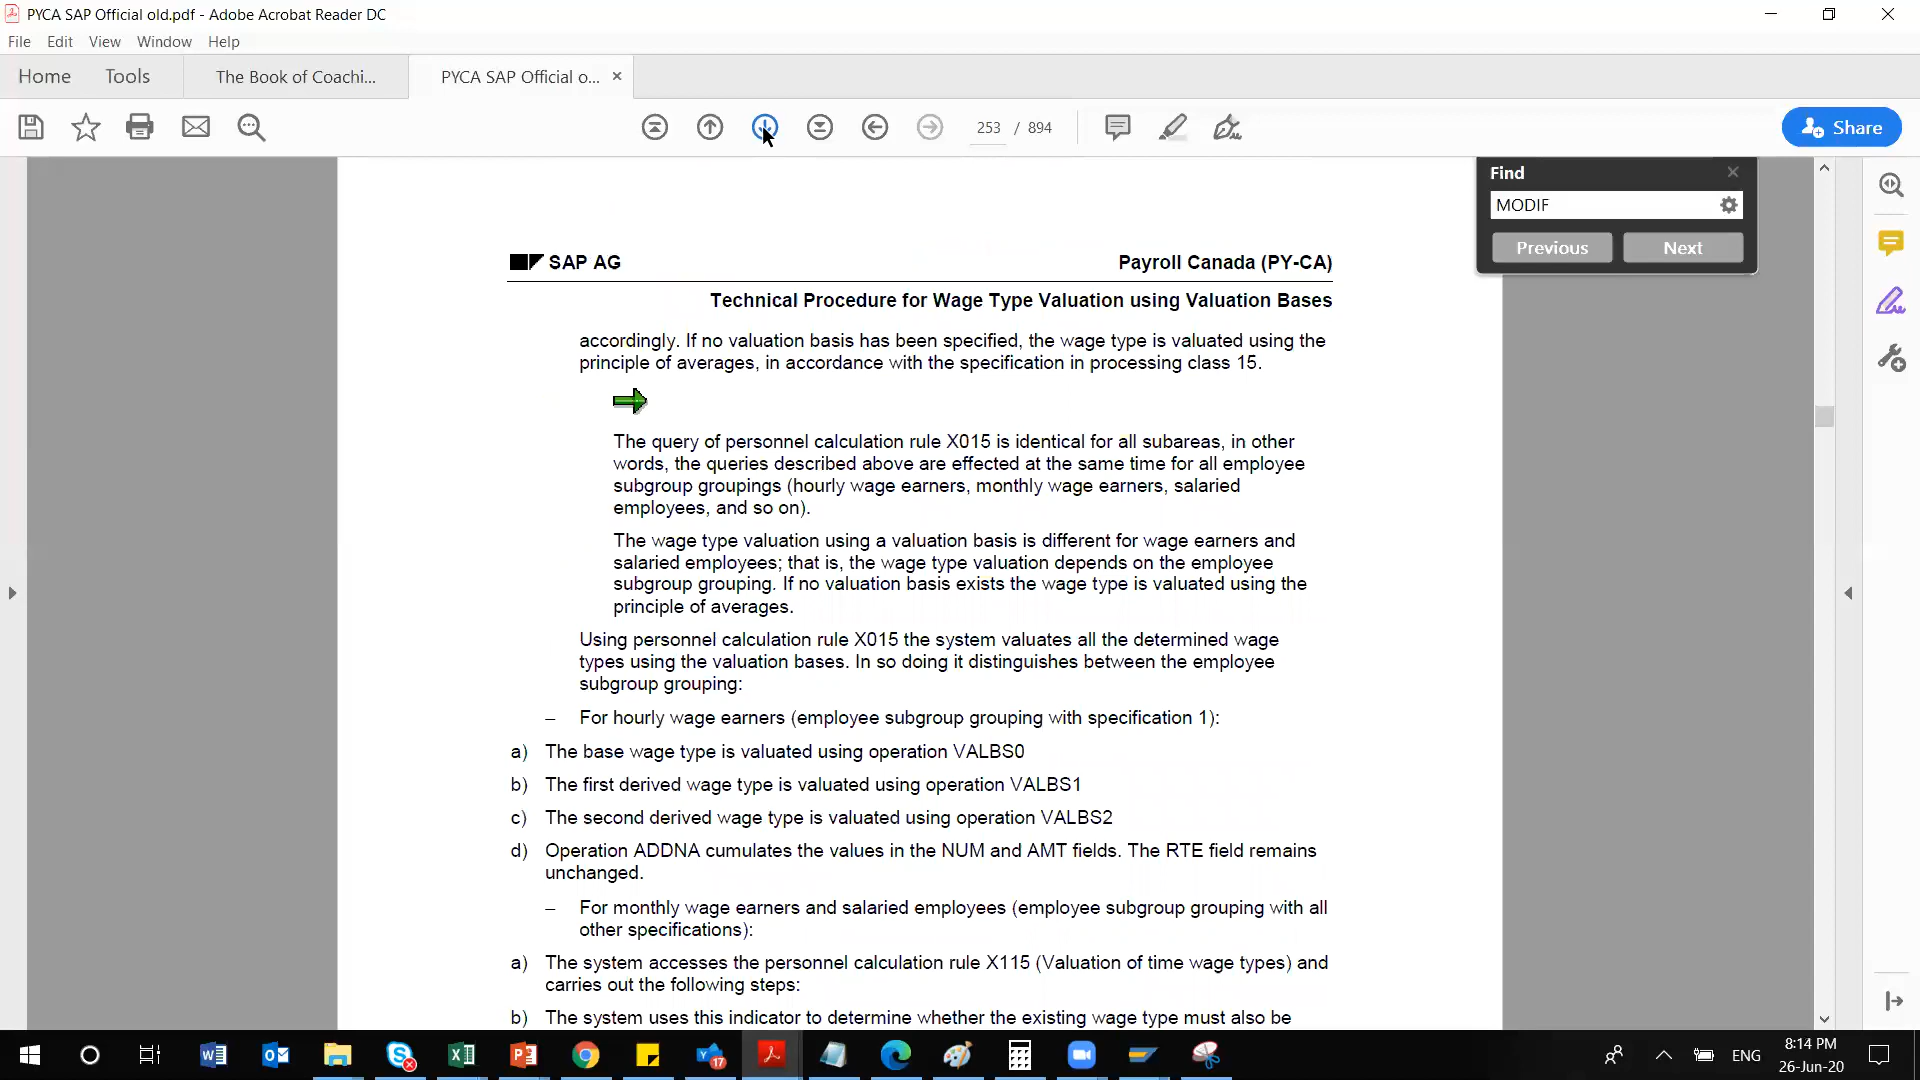 PYCA SAP Official old.pdf - Adobe Acrobat Reader DC
File Edit View Window Help
Home Tools The Book of Coachi... PYCA SAP Official o...
253 / 894
Share
Find
MODIF
Previous Next
SAP AG Payroll Canada (PY-CA)
Technical Procedure for Wage Type Valuation using Valuation Bases
accordingly. If no valuation basis has been specified, the wage type is valuated using the
principle of averages, in accordance with the specification in processing class 15.
The query of personnel calculation rule X015 is identical for all subareas, in other
words, the queries described above are effected at the same time for all employee
subgroup groupings (hourly wage earners, monthly wage earners, salaried
employees, and so on).
The wage type valuation using a valuation basis is different for wage earners and
salaried employees; that is, the wage type valuation depends on the employee
subgroup grouping. If no valuation basis exists the wage type is valuated using the
principle of averages.
Using personnel calculation rule X015 the system valuates all the determined wage
types using the valuation bases. In so doing it distinguishes between the employee
subgroup grouping:
– For hourly wage earners (employee subgroup grouping with specification 1):
a) The base wage type is valuated using operation VALBS0
b) The first derived wage type is valuated using operation VALBS1
c) The second derived wage type is valuated using operation VALBS2
d) Operation ADDNA cumulates the values in the NUM and AMT fields. The RTE field remains
unchanged.
– For monthly wage earners and salaried employees (employee subgroup grouping with all
other specifications):
a) The system accesses the personnel calculation rule X115 (Valuation of time wage types) and
carries out the following steps:
b) The system uses this indicator to determine whether the existing wage type must also be
17
ENG
8:14 PM
26-Jun-20